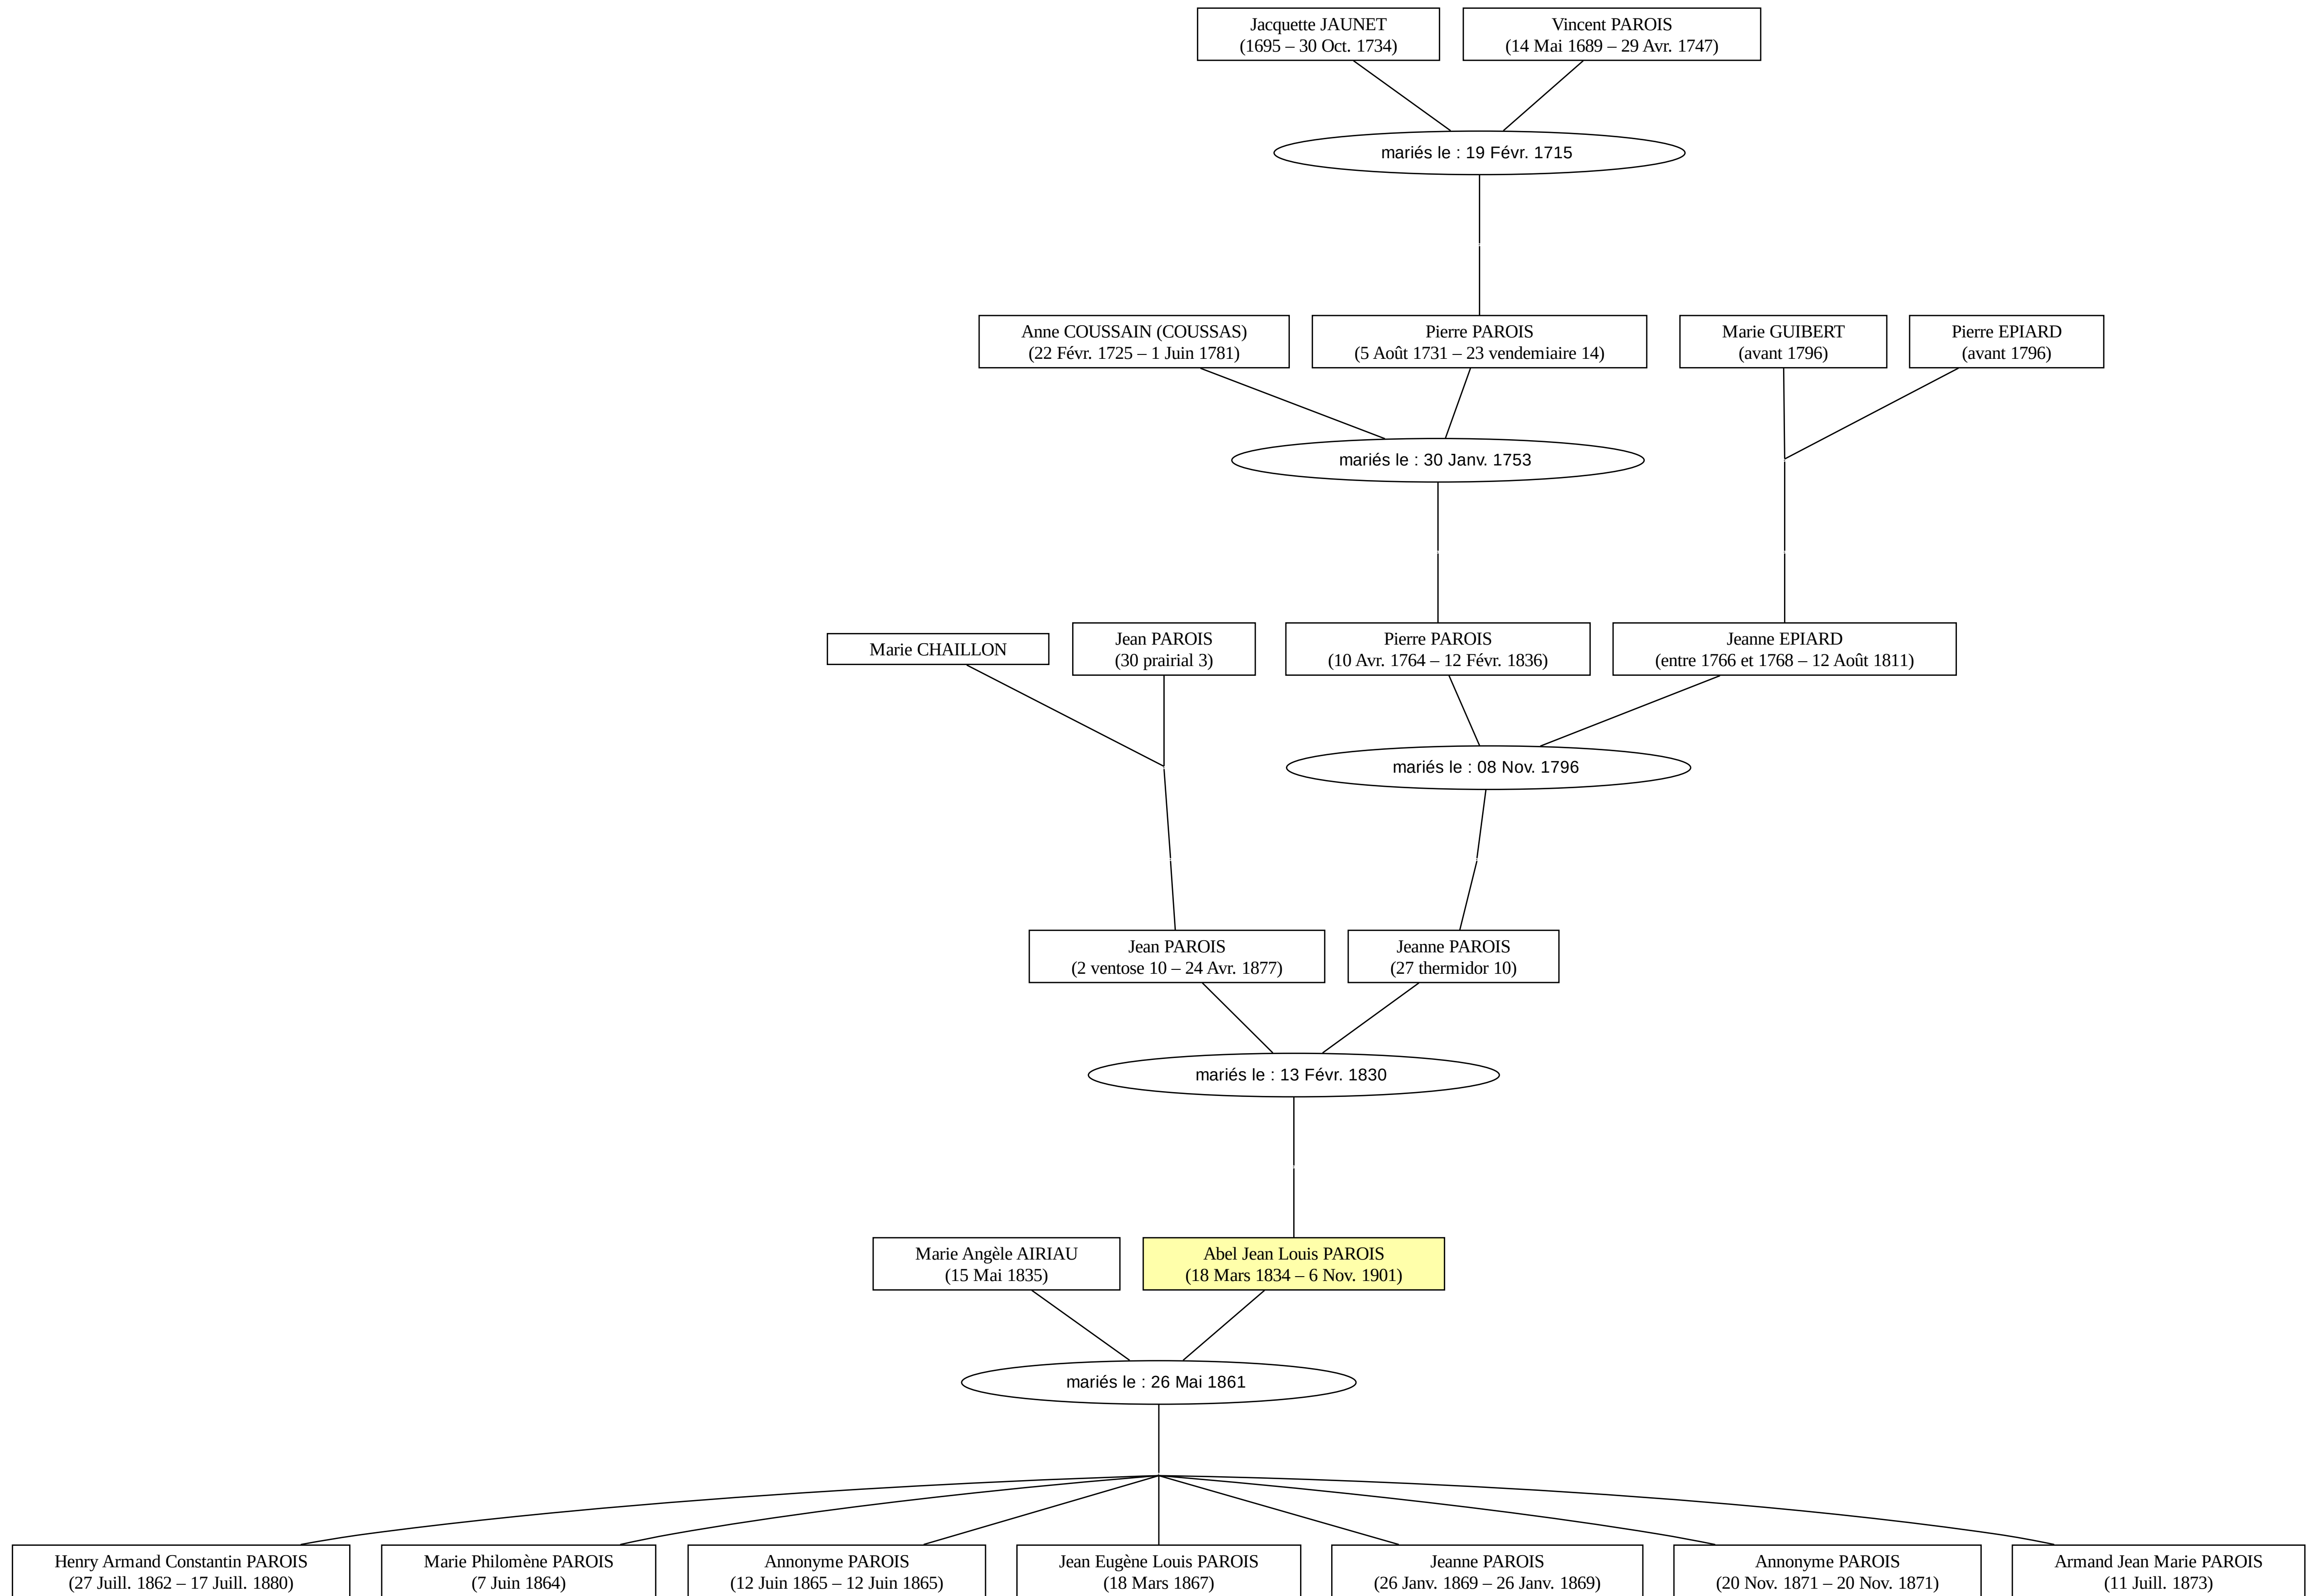 Jacquette JAUNET
(1695 – 30 Oct. 1734)
Vincent PAROIS
(14 Mai 1689 – 29 Avr. 1747)
mariés le : 19 Févr. 1715
Anne COUSSAIN (COUSSAS)
(22 Févr. 1725 – 1 Juin 1781)
Pierre PAROIS
(5 Août 1731 – 23 vendemiaire 14)
Marie GUIBERT
(avant 1796)
Pierre EPIARD
(avant 1796)
mariés le : 30 Janv. 1753
Marie CHAILLON
Jean PAROIS
(30 prairial 3)
Pierre PAROIS
(10 Avr. 1764 – 12 Févr. 1836)
Jeanne EPIARD
(entre 1766 et 1768 – 12 Août 1811)
mariés le : 08 Nov. 1796
Jean PAROIS
(2 ventose 10 – 24 Avr. 1877)
Jeanne PAROIS
(27 thermidor 10)
mariés le : 13 Févr. 1830
Marie Angèle AIRIAU
(15 Mai 1835)
Abel Jean Louis PAROIS
(18 Mars 1834 – 6 Nov. 1901)
mariés le : 26 Mai 1861
Henry Armand Constantin PAROIS
(27 Juill. 1862 – 17 Juill. 1880)
Marie Philomène PAROIS
(7 Juin 1864)
Annonyme PAROIS
(12 Juin 1865 – 12 Juin 1865)
Jean Eugène Louis PAROIS
(18 Mars 1867)
Jeanne PAROIS
(26 Janv. 1869 – 26 Janv. 1869)
Annonyme PAROIS
(20 Nov. 1871 – 20 Nov. 1871)
Armand Jean Marie PAROIS
(11 Juill. 1873)